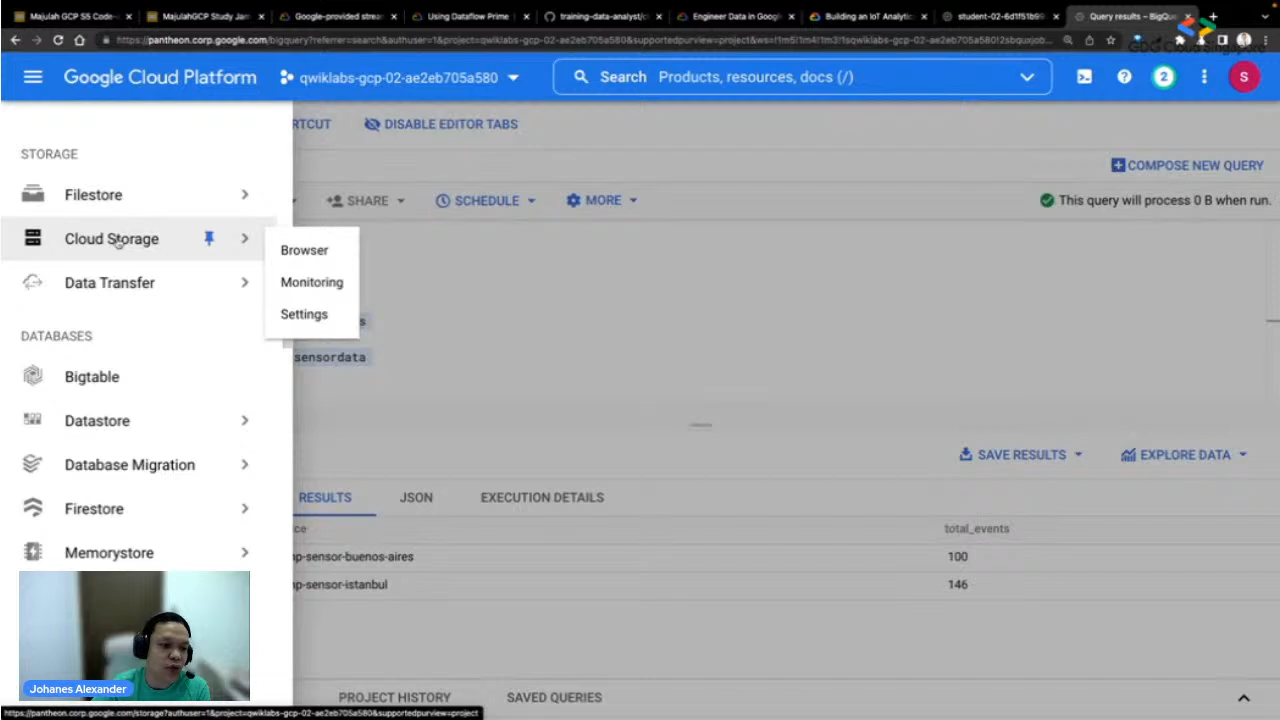 Majulah GCP S5 Code-
MajulahGCP Study Jam
Google-provided strea
Using Dataflow Prime
training-data-analyst/c
Engineer Data in Goog
Building an IoT Analytic
student-02-6d1f51b99
Query results – BigQu
https://pantheon.corp.google.com/bigquery?referrer=search&authuser=1&project=qwiklabs-gcp-02-ae2eb705a580&supportedpurview=project&ws=!1m5!1m4!1m3!1sqwiklabs-gcp-02-ae2eb705a580!2sbquxjob...
Google Cloud Platform
qwiklabs-gcp-02-ae2eb705a580
Search Products, resources, docs (/)
2
S
RTCUT
DISABLE EDITOR TABS
STORAGE
COMPOSE NEW QUERY
Filestore
SHARE
SCHEDULE
MORE
This query will process 0 B when run.
Cloud Storage
Browser
Data Transfer
Monitoring
Settings
s
DATABASES
sensordata
Bigtable
Datastore
Database Migration
SAVE RESULTS
EXPLORE DATA
RESULTS
JSON
EXECUTION DETAILS
Firestore
ce
total_events
Memorystore
np-sensor-buenos-aires
100
np-sensor-istanbul
146
Johanes Alexander
PROJECT HISTORY
SAVED QUERIES
https://pantheon.corp.google.com/storage?authuser=1&project=qwiklabs-gcp-02-ae2eb705a580&supportedpurview=project